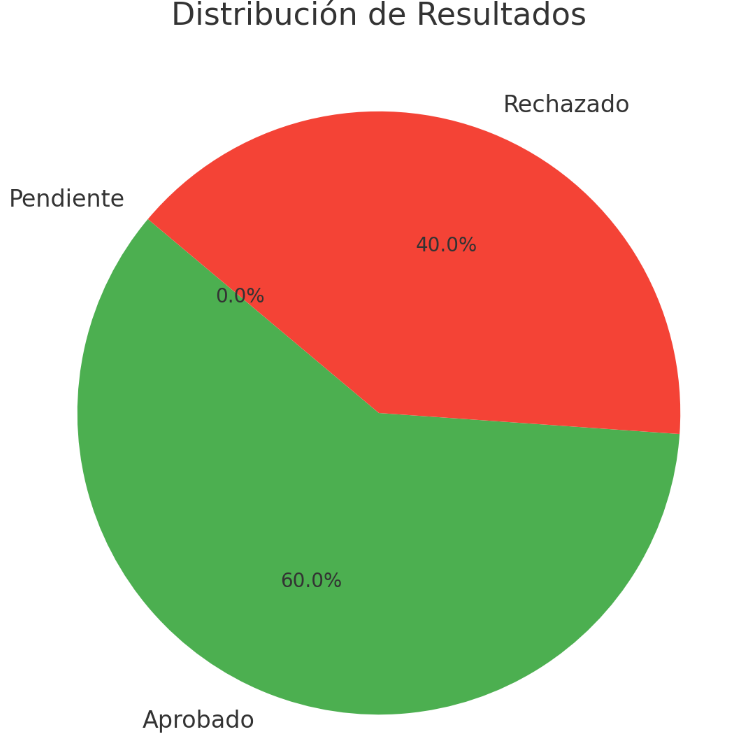 Distribución de Resultados
Rechazado
Pendiente
40.0%
0.0%
60.0%
Aprobado